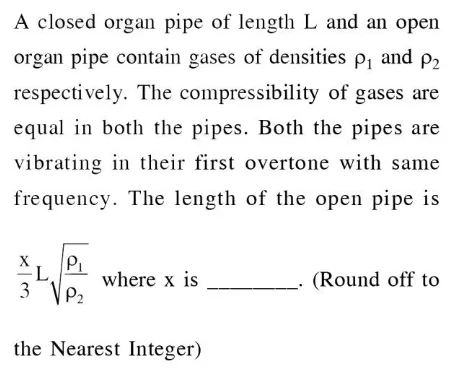 A closed organ pipe of length L and an open
organ pipe contain gases of densities ρ₁ and ρ₂
respectively. The compressibility of gases are
equal in both the pipes. Both the pipes are
vibrating in their first overtone with same
frequency. The length of the open pipe is
x/3 L√(ρ₁/ρ₂) where x is ________. (Round off to
the Nearest Integer)